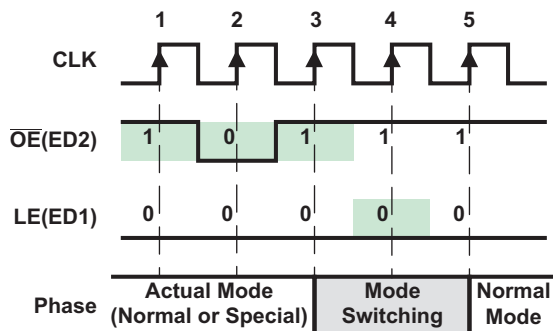 1 2 3 4 5
CLK
OE(ED2) 1 0 1 1 1
LE(ED1) 0 0 0 0 0
Phase
Actual Mode
(Normal or Special)
Mode
Switching
Normal
Mode